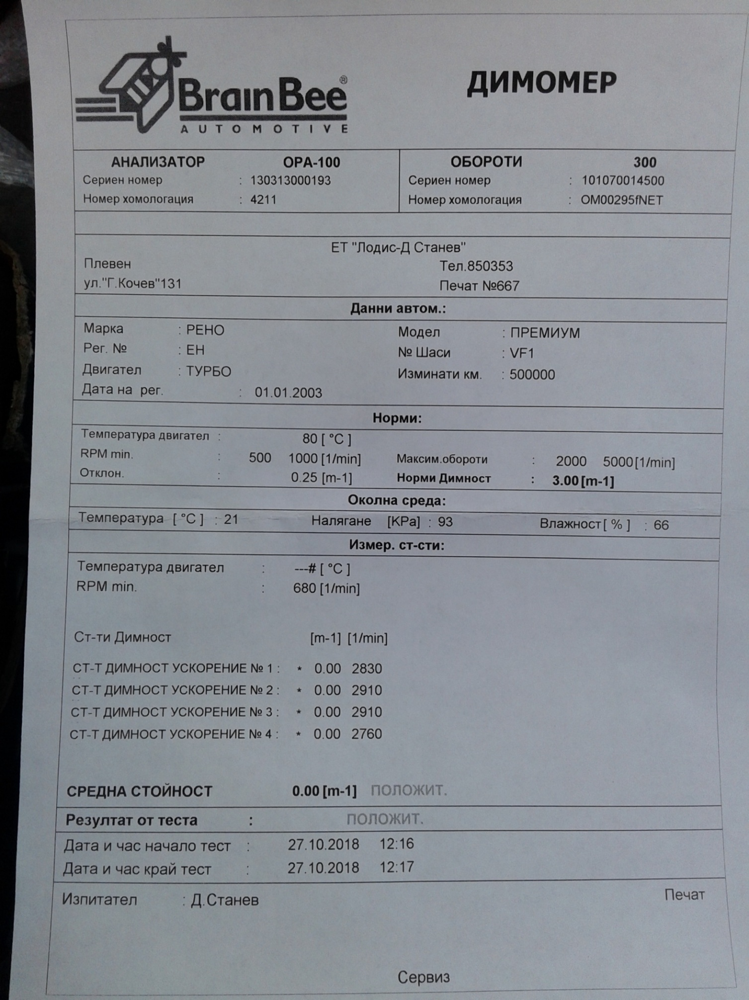 BrainBee®
AUTOMOTIVE
ДИМОМЕР
АНАЛИЗАТОР OPA-100 ОБОРОТИ 300
Сериен номер : 130313000193 Сериен номер : 101070014500
Номер хомологация : 4211 Номер хомологация : OM00295fNET
ЕТ "Лодис-Д Станев"
Плевен Тел.850353
ул."Г.Кочев"131 Печат №667
Данни автом.:
Марка : РЕНО Модел : ПРЕМИУМ
Рег. № : ЕН № Шаси : VF1
Двигател : ТУРБО Изминати км. : 500000
Дата на рег. : 01.01.2003
Норми:
Температура двигател : 80 [ °C ]
RPM min. : 500 1000 [1/min] Максим.обороти : 2000 5000[1/min]
Отклон. : 0.25 [m-1] Норми Димност : 3.00[m-1]
Околна среда:
Температура [ °C ] : 21 Налягане [KPa] : 93 Влажност[ % ] : 66
Измер. ст-сти:
Температура двигател : ---# [ °C ]
RPM min. : 680 [1/min]
Ст-ти Димност [m-1] [1/min]
СТ-Т ДИМНОСТ УСКОРЕНИЕ № 1 : * 0.00 2830
СТ-Т ДИМНОСТ УСКОРЕНИЕ № 2 : * 0.00 2910
СТ-Т ДИМНОСТ УСКОРЕНИЕ № 3 : * 0.00 2910
СТ-Т ДИМНОСТ УСКОРЕНИЕ № 4 : * 0.00 2760
СРЕДНА СТОЙНОСТ 0.00 [m-1] ПОЛОЖИТ.
Резултат от теста : ПОЛОЖИТ.
Дата и час начало тест : 27.10.2018 12:16
Дата и час край тест : 27.10.2018 12:17
Изпитател : Д.Станев Печат
Сервиз